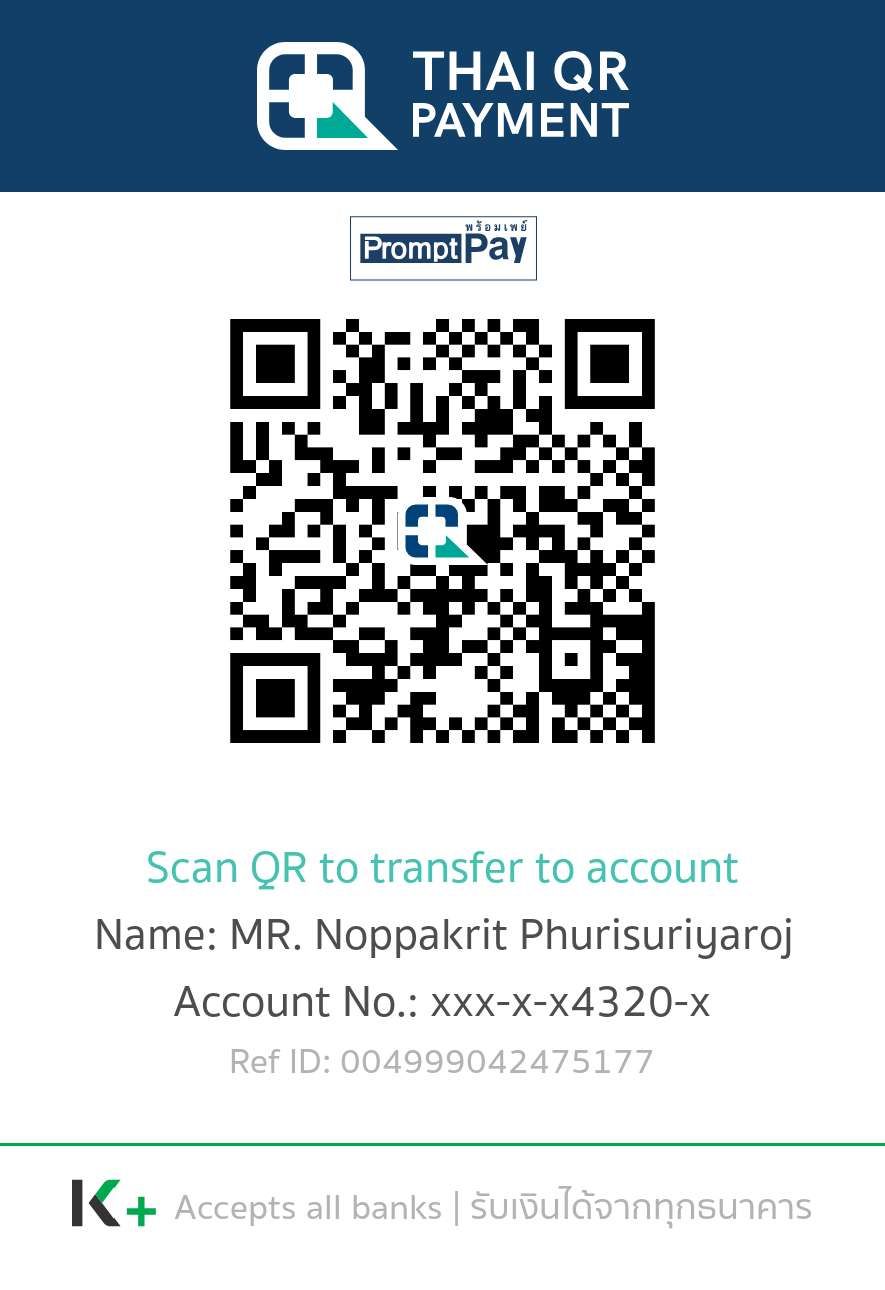 THAI QR
PAYMENT
พร้อมเพย์
PromptPay
Scan QR to transfer to account
Name: MR. Noppakrit Phurisuriyaroj
Account No.: xxx-x-x4320-x
Ref ID: 004999042475177
K+ Accepts all banks | รับเงินได้จากทุกธนาคาร